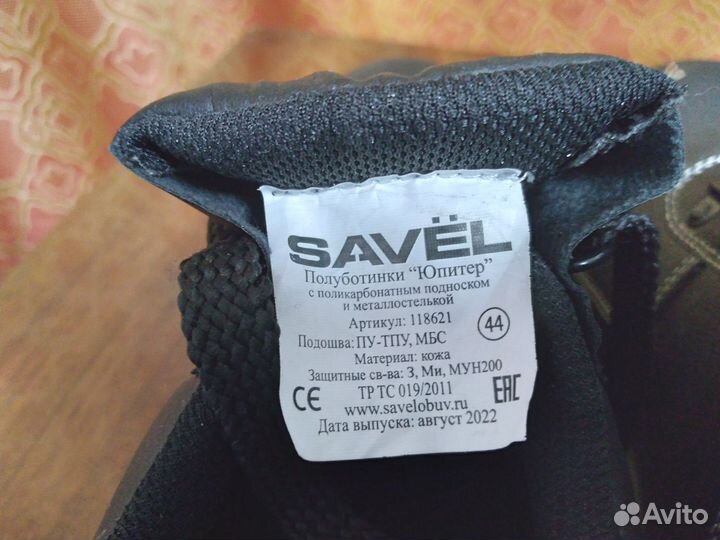 SAVËL
Полуботинки "Юпитер"
с поликарбонатным подноском
и металлостелькой
Артикул: 118621
44
Подошва: ПУ-ТПУ, МБС
Материал: кожа
Защитные св-ва: З, Ми, МУН200
ТР ТС 019/2011
CE
EAC
www.savelobuv.ru
Дата выпуска: август 2022
Avito